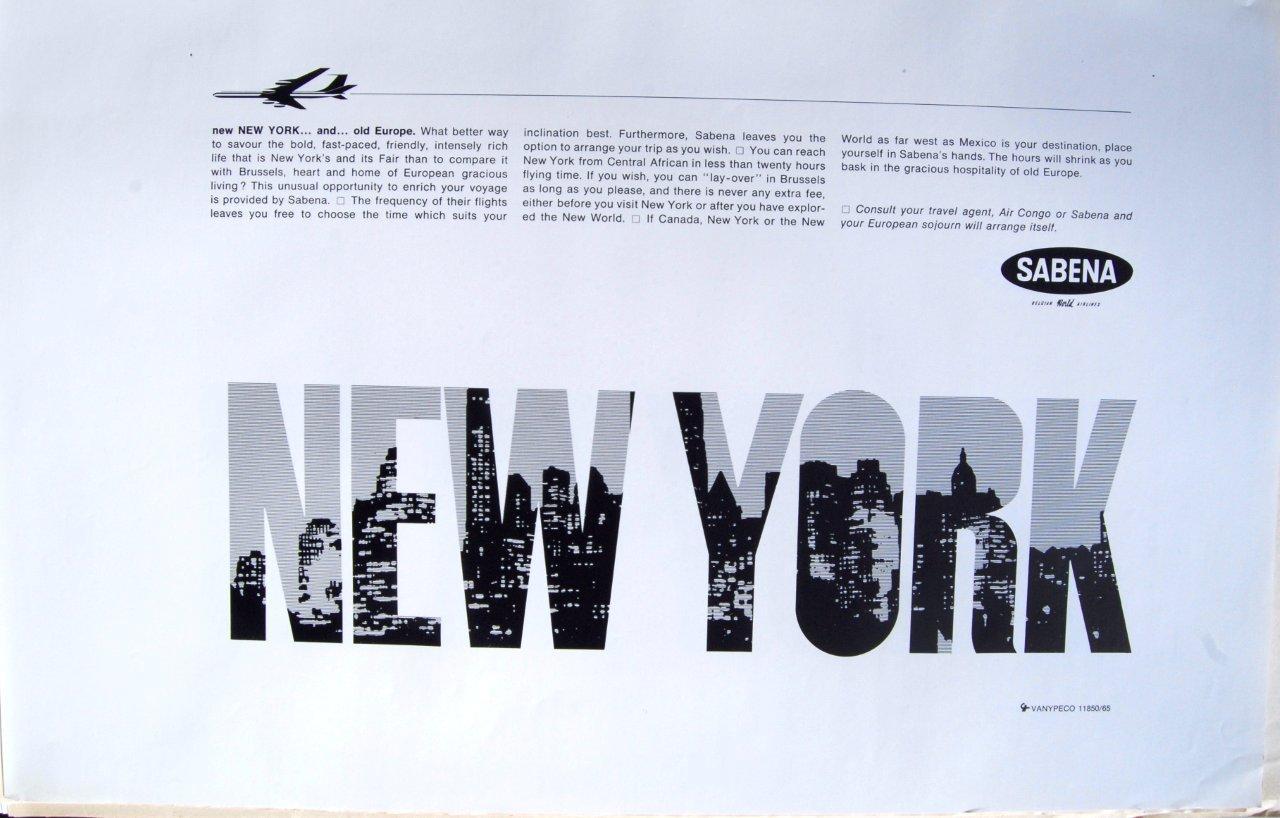 new NEW YORK... and... old Europe. What better way
to savour the bold, fast-paced, friendly, intensely rich
life that is New York's and its Fair than to compare it
with Brussels, heart and home of European gracious
living? This unusual opportunity to enrich your voyage
is provided by Sabena. □ The frequency of their flights
leaves you free to choose the time which suits your
inclination best. Furthermore, Sabena leaves you the
option to arrange your trip as you wish. □ You can reach
New York from Central African in less than twenty hours
flying time. If you wish, you can "lay-over" in Brussels
as long as you please, and there is never any extra fee,
either before you visit New York or after you have explor-
ed the New World. □ If Canada, New York or the New
World as far west as Mexico is your destination, place
yourself in Sabena's hands. The hours will shrink as you
bask in the gracious hospitality of old Europe.
□ Consult your travel agent, Air Congo or Sabena and
your European sojourn will arrange itself.
SABENA
BELGIAN World AIRLINES
NEW YORK
VANYPECO 11850/65